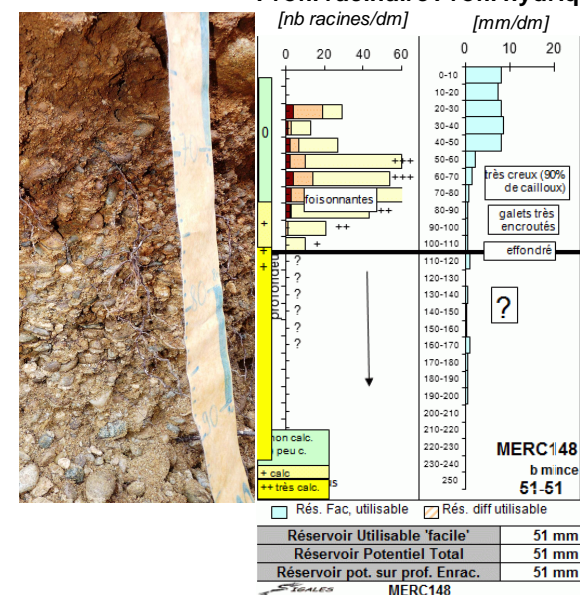 [nb racines/dm]
[mm/dm]
0 20 40 60
0 10 20
0-10
10-20
20-30
30-40
40-50
50-60
60-70
70-80
80-90
90-100
100-110
110-120
120-130
130-140
140-150
150-160
160-170
170-180
180-190
190-200
200-210
210-220
220-230
230-240
250
0
+
+
+
+++
+++
foisonnantes
++
++
+
?
?
?
?
?
?
très creux (90%
de cailloux)
galets très
encroutés
effondré
?
non calc.
peu c.
+ calc
++ très calc.
MERC148
b mince
51-51
Rés. Fac, utilisable
Rés. diff utilisable
Réservoir Utilisable 'facile' 51 mm
Réservoir Potentiel Total 51 mm
Réservoir pot. sur prof. Enrac. 51 mm
SIGALES MERC148